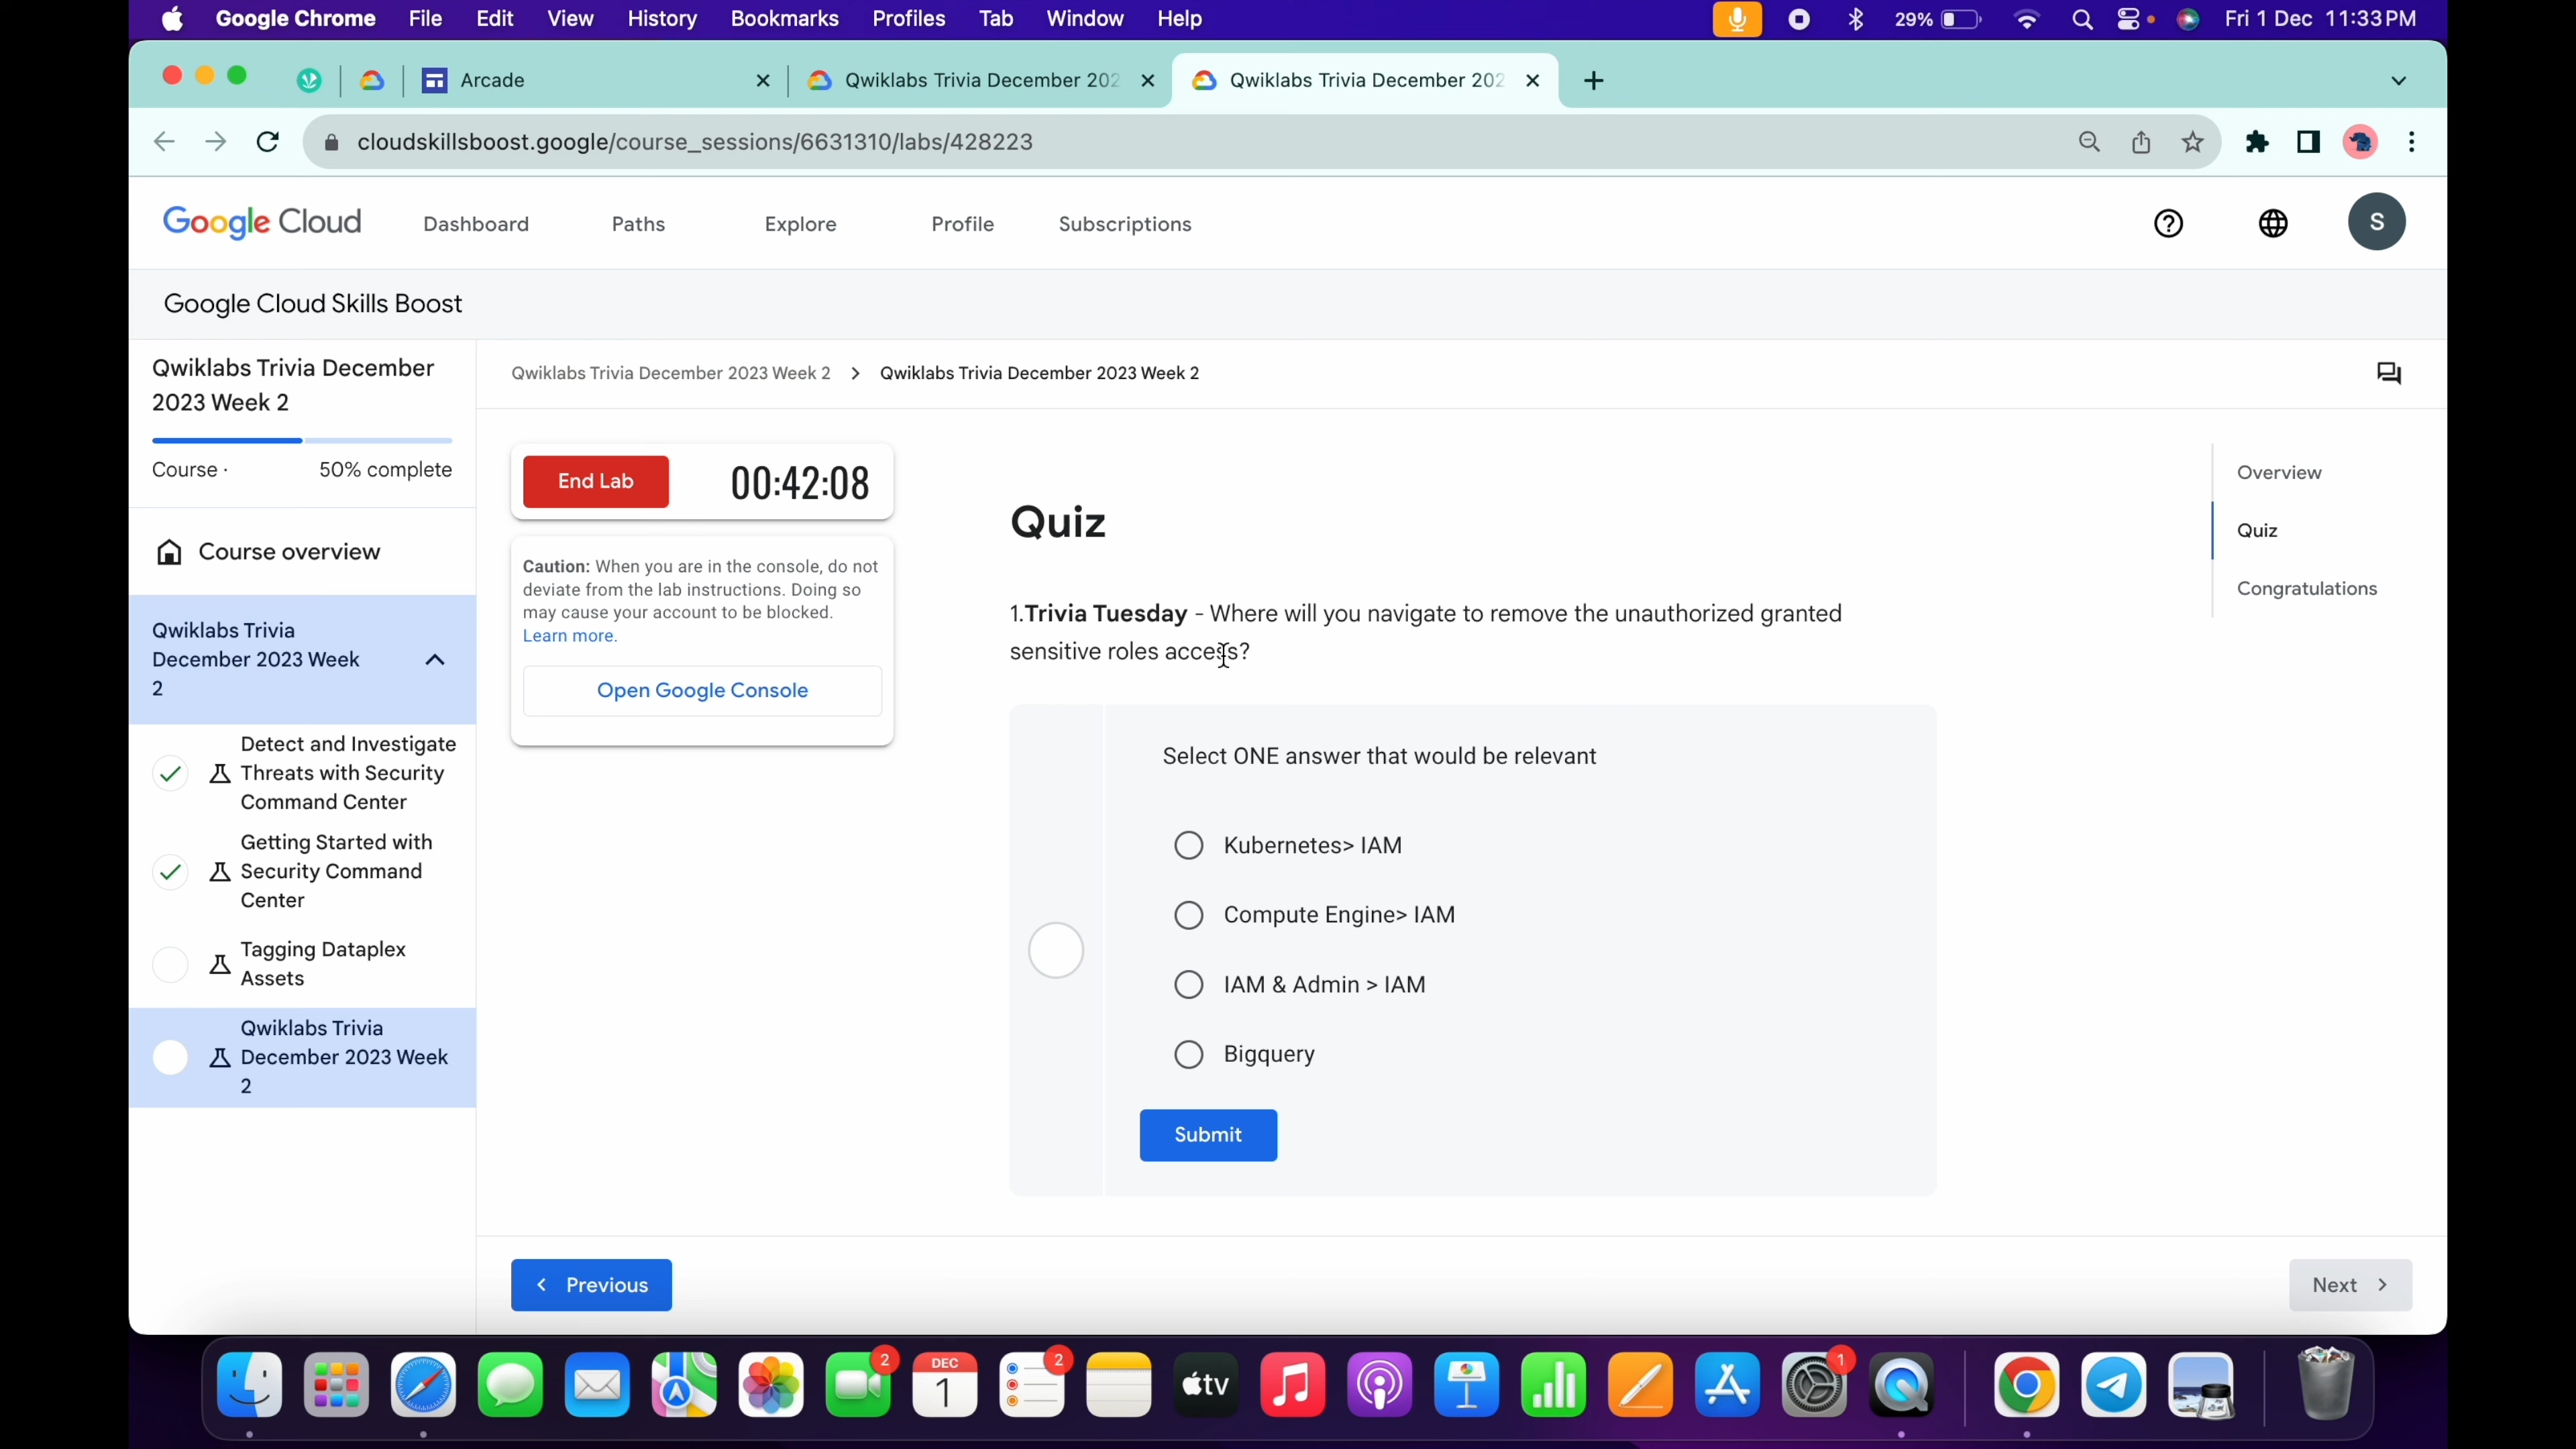 Google Chrome File Edit View History Bookmarks Profiles Tab Window Help 29% Fri 1 Dec 11:33 PM
Arcade Qwiklabs Trivia December 202 Qwiklabs Trivia December 202
cloudskillsboost.google/course_sessions/6631310/labs/428223
Google Cloud Dashboard Paths Explore Profile Subscriptions S
Google Cloud Skills Boost
Qwiklabs Trivia December
2023 Week 2
Course · 50% complete
Course overview
Qwiklabs Trivia
December 2023 Week
2
Detect and Investigate
Threats with Security
Command Center
Getting Started with
Security Command
Center
Tagging Dataplex
Assets
Qwiklabs Trivia
December 2023 Week
2
Qwiklabs Trivia December 2023 Week 2 > Qwiklabs Trivia December 2023 Week 2
End Lab 00:42:08
Caution: When you are in the console, do not
deviate from the lab instructions. Doing so
may cause your account to be blocked.
Learn more.
Open Google Console
Quiz
1.Trivia Tuesday - Where will you navigate to remove the unauthorized granted
sensitive roles access?
Select ONE answer that would be relevant
Kubernetes> IAM
Compute Engine> IAM
IAM & Admin > IAM
Bigquery
Submit
Overview
Quiz
Congratulations
< Previous
Next >
2
DEC
1
2
tv
1